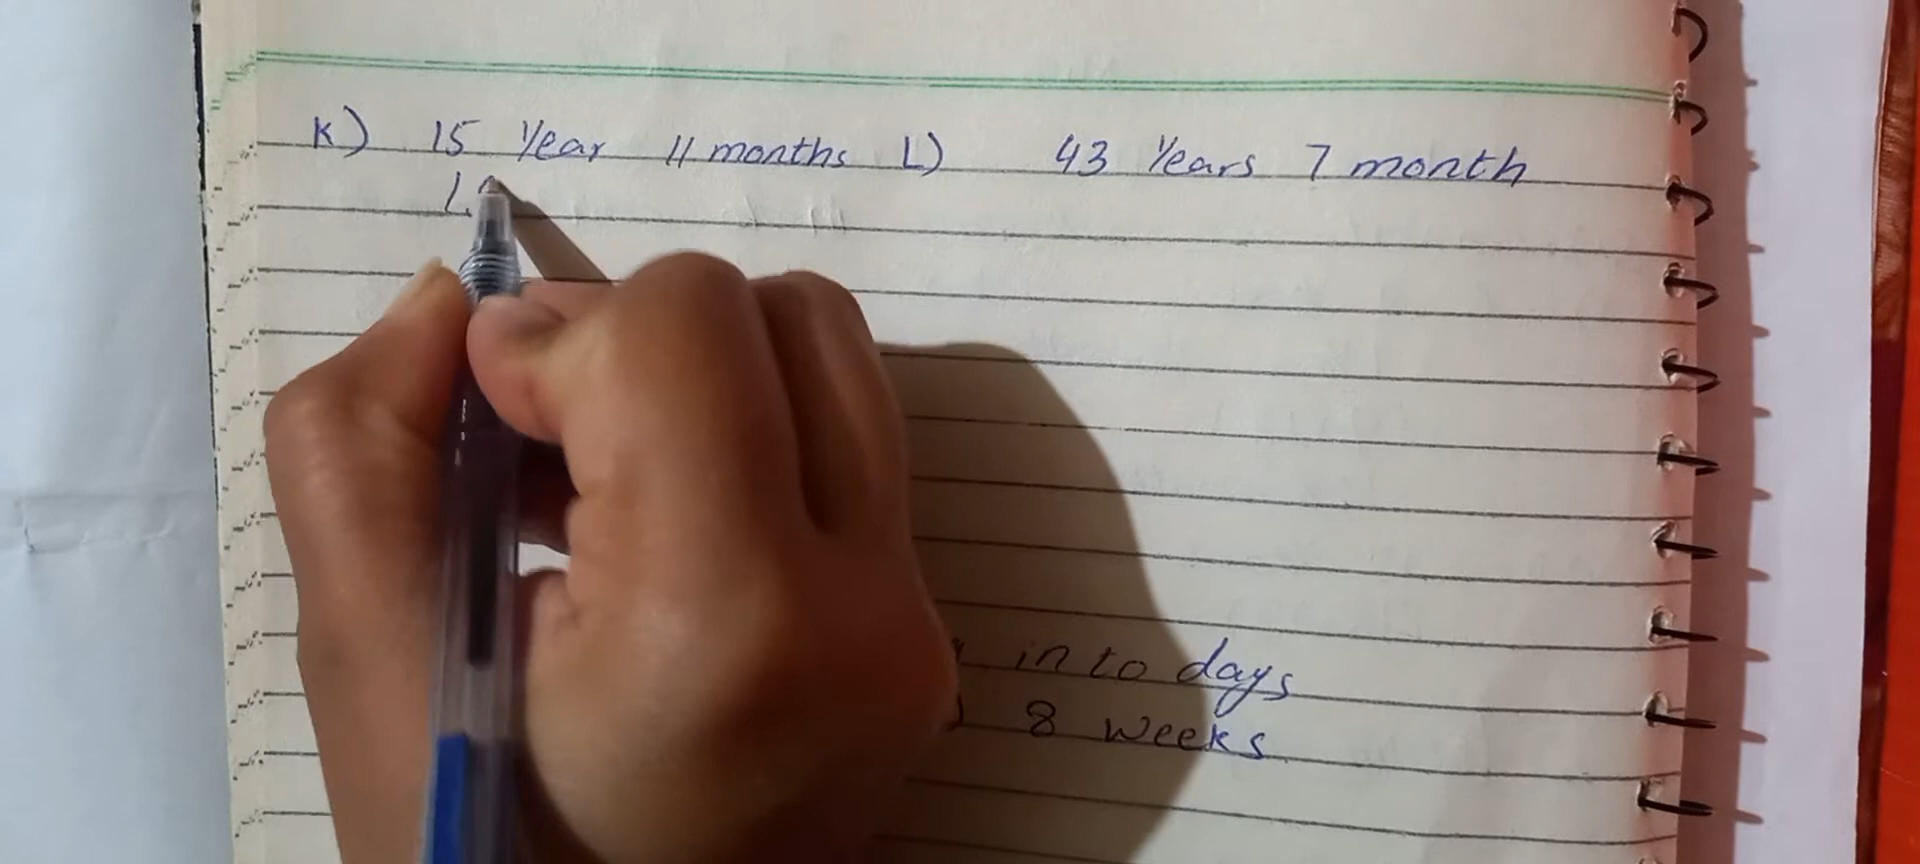 K) 15 Year 11 months L) 43 Years 7 month
in to days
8 weeks